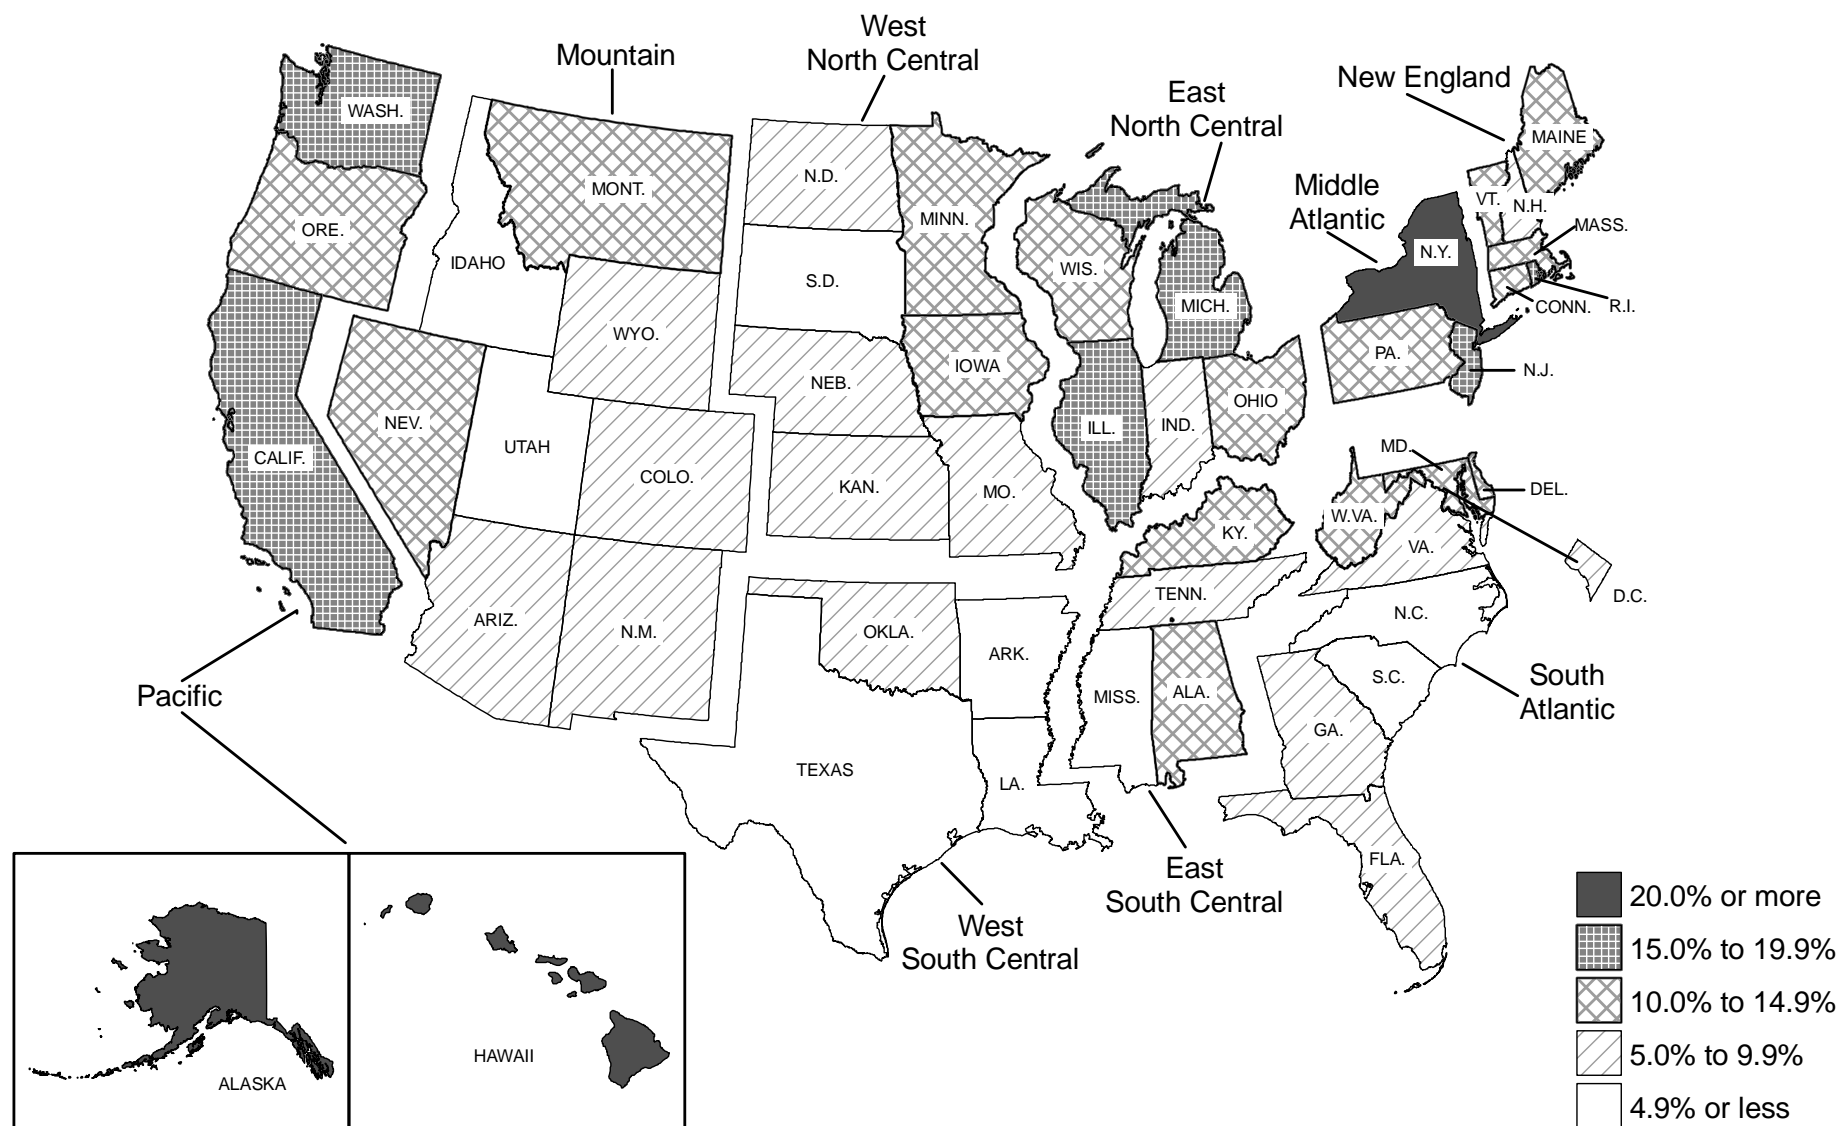 West
North Central
Mountain
New England
East
North Central
WASH.
MAINE
MONT.
N.D.
Middle
Atlantic
VT.
N.H.
MINN.
ORE.
MASS.
N.Y.
IDAHO
WIS.
S.D.
MICH.
CONN.
R.I.
WYO.
PA.
IOWA
N.J.
NEB.
OHIO
NEV.
IND.
ILL.
UTAH
MD.
CALIF.
COLO.
KAN.
MO.
DEL.
W.VA.
KY.
VA.
TENN.
D.C.
N.C.
ARIZ.
N.M.
OKLA.
ARK.
S.C.
South
Atlantic
Pacific
MISS.
ALA.
GA.
TEXAS
LA.
FLA.
East
South Central
West
South Central
20.0% or more
15.0% to 19.9%
10.0% to 14.9%
5.0% to 9.9%
4.9% or less
HAWAII
ALASKA